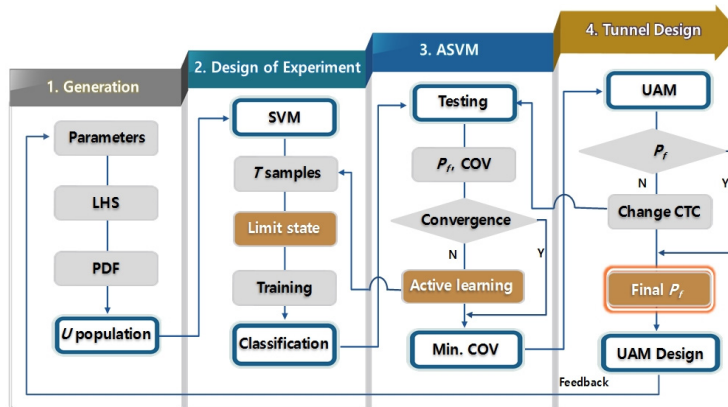 1. Generation
Parameters
LHS
PDF
U population
2. Design of Experiment
SVM
T samples
Limit state
Training
Classification
3. ASVM
Testing
Pf, COV
Convergence
N
Y
Active learning
Min. COV
4. Tunnel Design
UAM
Pf
N
Y
Change CTC
Final Pf
UAM Design
Feedback